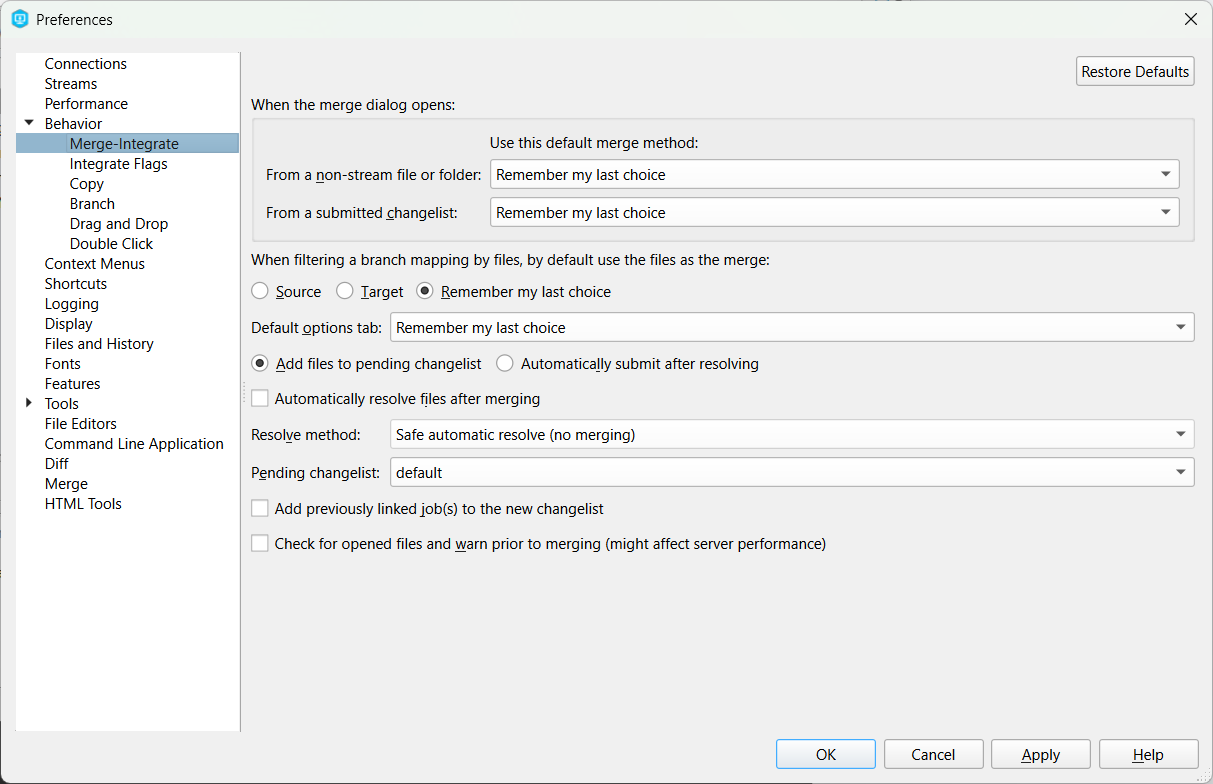 Preferences
Connections
Streams
Performance
Behavior
Merge-Integrate
Integrate Flags
Copy
Branch
Drag and Drop
Double Click
Context Menus
Shortcuts
Logging
Display
Files and History
Fonts
Features
Tools
File Editors
Command Line Application
Diff
Merge
HTML Tools
Restore Defaults
When the merge dialog opens:
Use this default merge method:
From a non-stream file or folder: Remember my last choice
From a submitted changelist: Remember my last choice
When filtering a branch mapping by files, by default use the files as the merge:
Source Target Remember my last choice
Default options tab: Remember my last choice
Add files to pending changelist Automatically submit after resolving
Automatically resolve files after merging
Resolve method: Safe automatic resolve (no merging)
Pending changelist: default
Add previously linked job(s) to the new changelist
Check for opened files and warn prior to merging (might affect server performance)
OK Cancel Apply Help